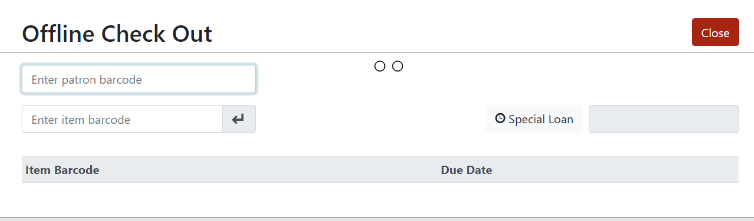 Offline Check Out
Close
Enter patron barcode
Enter item barcode
Special Loan
Item Barcode Due Date